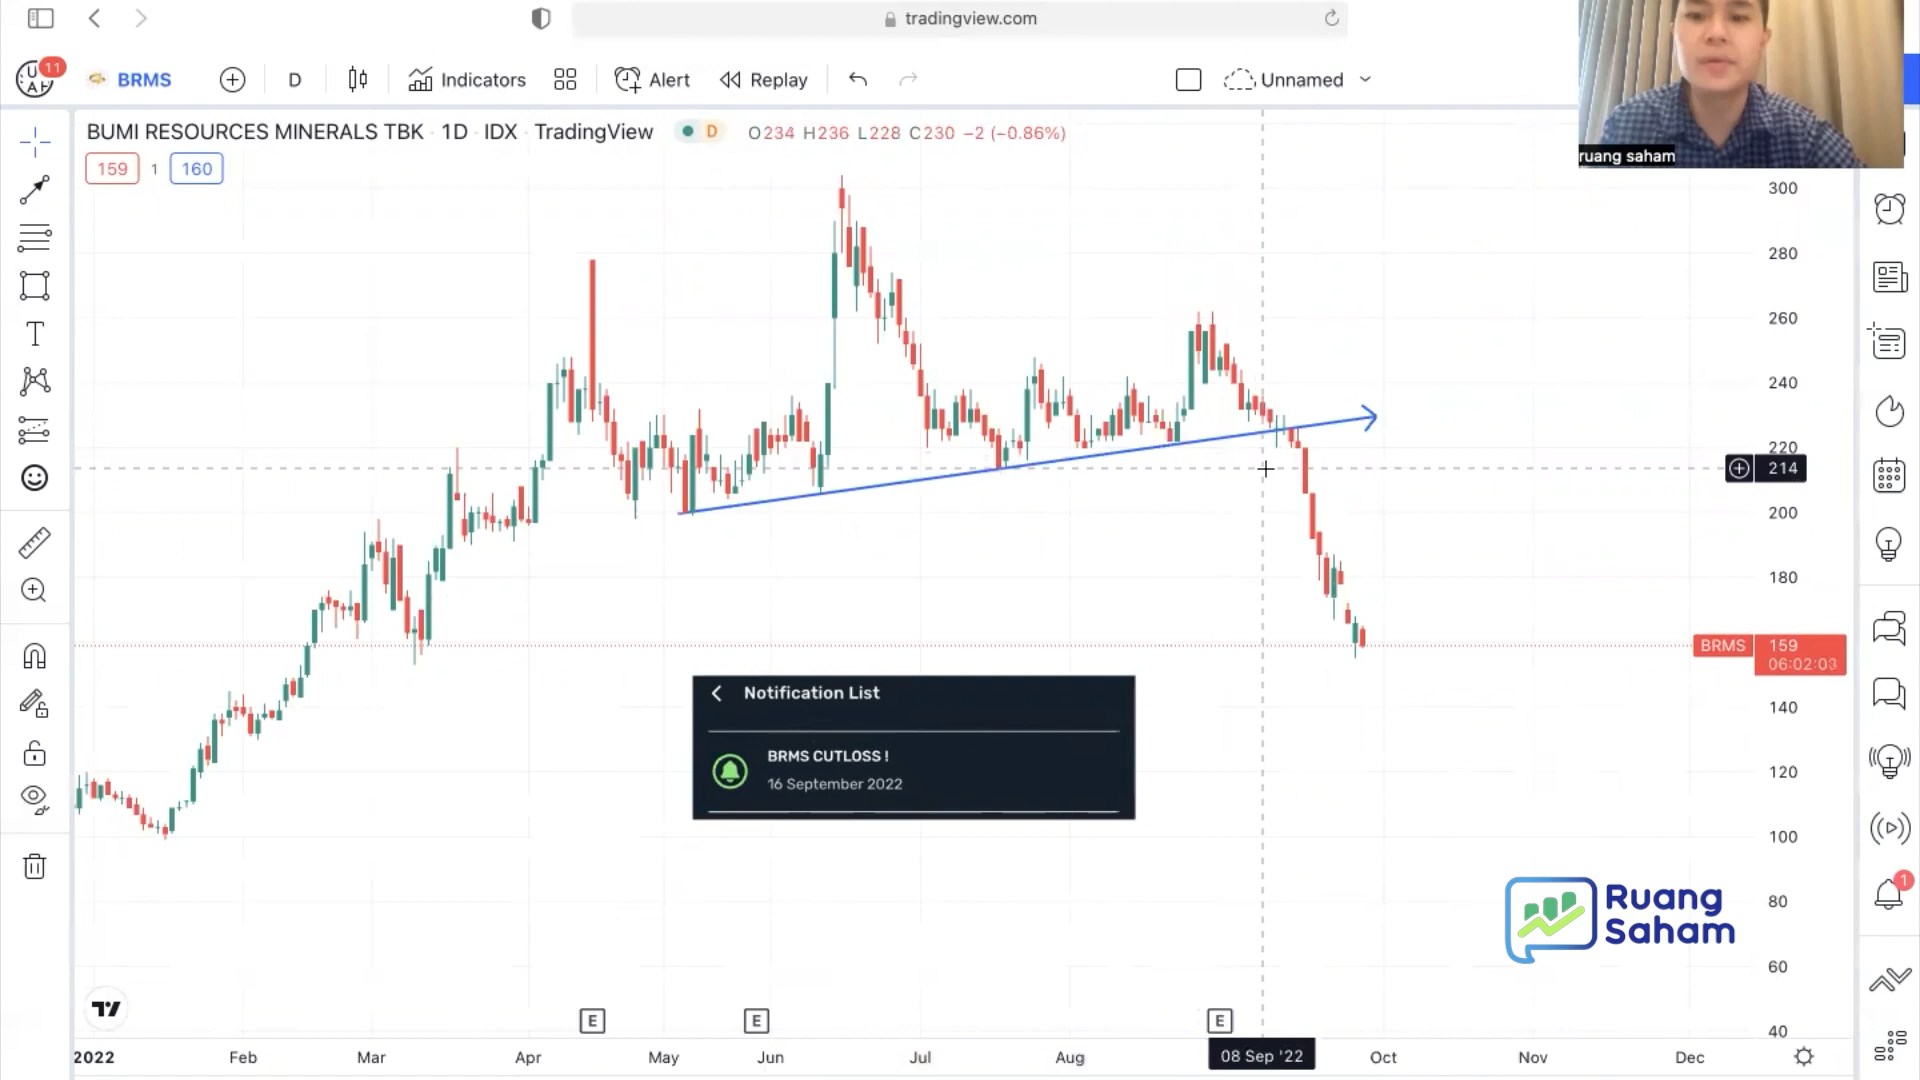 tradingview.com
11
BRMS
D
Indicators
Alert
Replay
Unnamed
ruang saham
BUMI RESOURCES MINERALS TBK · 1D · IDX · TradingView
D
O234 H236 L228 C230 −2 (−0.86%)
159
1
160
300
280
260
240
220
214
200
180
BRMS
159
06:02:03
140
120
100
80
60
40
Notification List
BRMS CUTLOSS !
16 September 2022
Ruang
Saham
1
E
E
E
2022
Feb
Mar
Apr
May
Jun
Jul
Aug
08 Sep '22
Oct
Nov
Dec